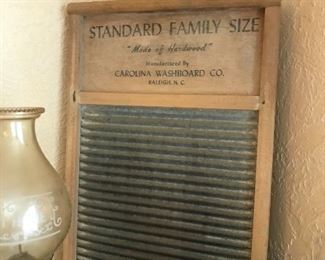 STANDARD FAMILY SIZE
"Made of Hardwood"
Manufactured By
CAROLINA WASHBOARD CO.
RALEIGH, N. C.